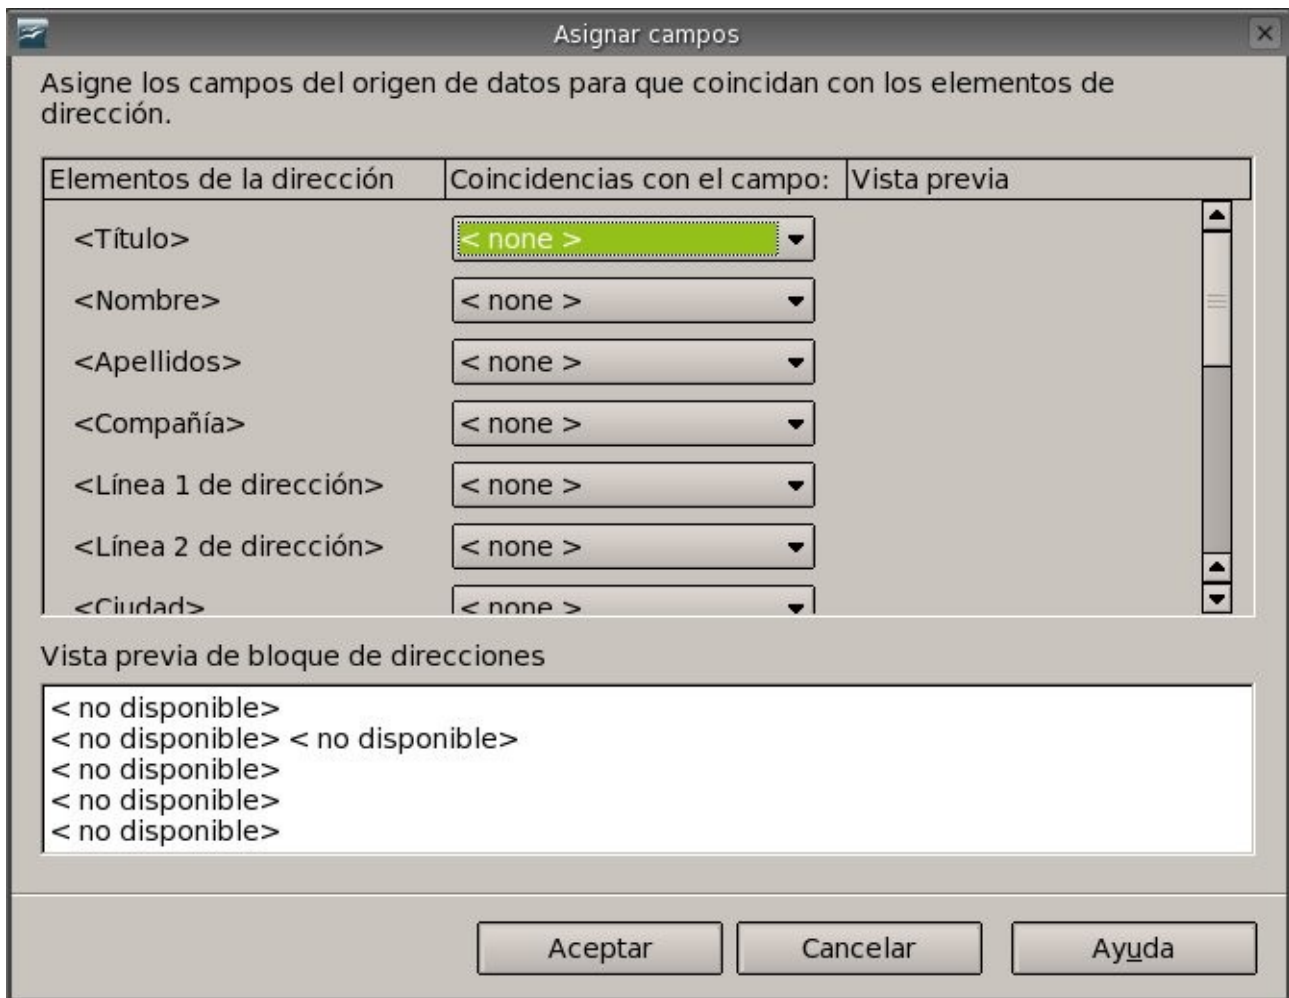 Asignar campos
Asigne los campos del origen de datos para que coincidan con los elementos de
dirección.
Elementos de la dirección Coincidencias con el campo: Vista previa
<Título> < none >
<Nombre> < none >
<Apellidos> < none >
<Compañía> < none >
<Línea 1 de dirección> < none >
<Línea 2 de dirección> < none >
<Ciudad> < none >
Vista previa de bloque de direcciones
< no disponible>
< no disponible> < no disponible>
< no disponible>
< no disponible>
< no disponible>
Aceptar Cancelar Ayuda